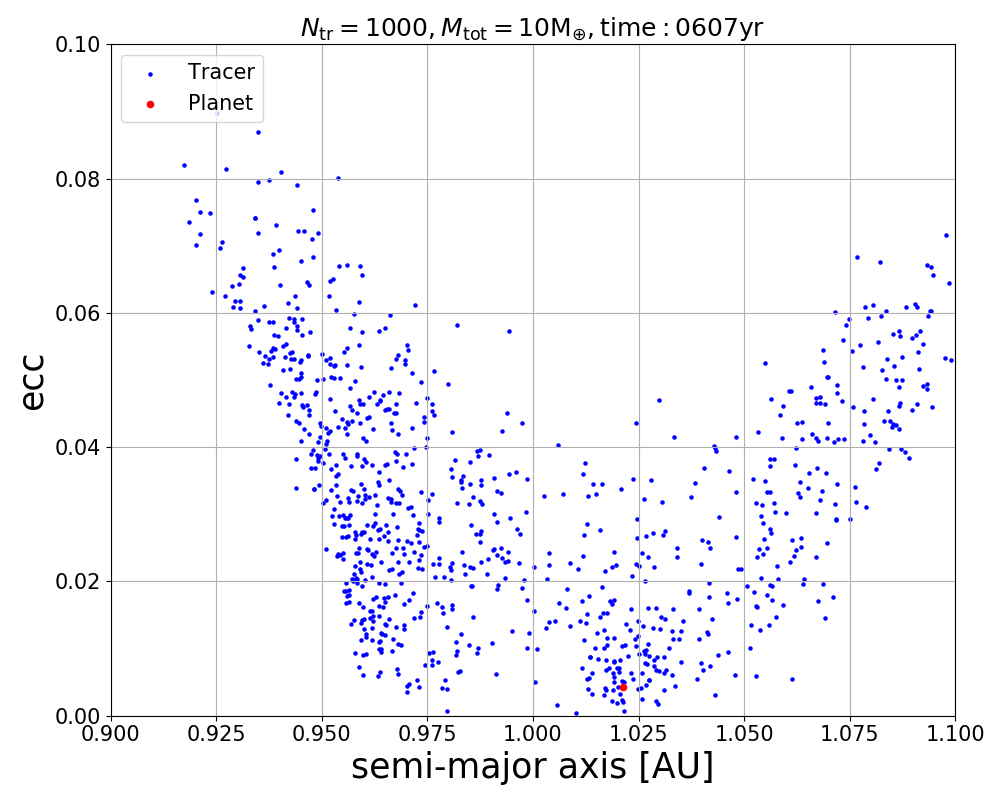 N_tr = 1000, M_tot = 10M_⊕, time : 0607yr
Tracer
Planet
ecc
0.10
0.08
0.06
0.04
0.02
0.00
0.900 0.925 0.950 0.975 1.000 1.025 1.050 1.075 1.100
semi-major axis [AU]